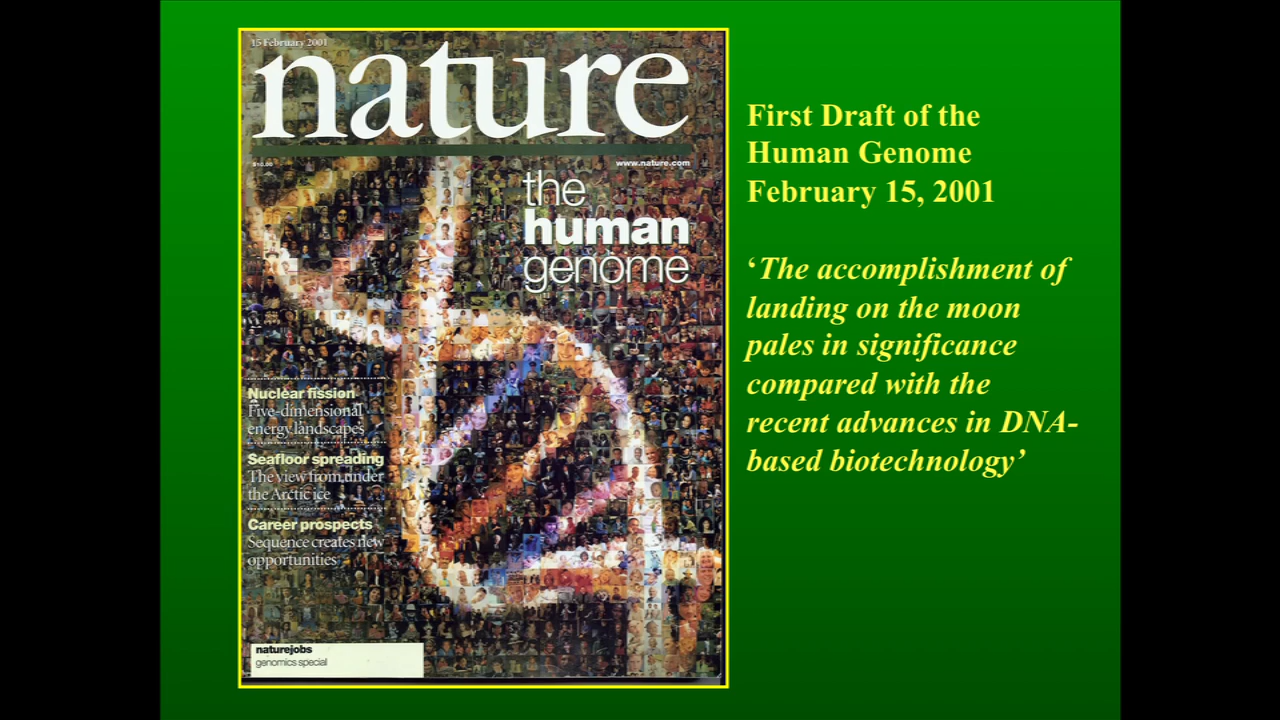 15 February 2001
nature
$10.00
www.nature.com
the
human
genome
Nuclear fission
Five-dimensional
energy landscapes
Seafloor spreading
The view from under
the Arctic ice
Career prospects
Sequence creates new
opportunities
naturejobs
genomics special
First Draft of the
Human Genome
February 15, 2001
‘The accomplishment of
landing on the moon
pales in significance
compared with the
recent advances in DNA-
based biotechnology’